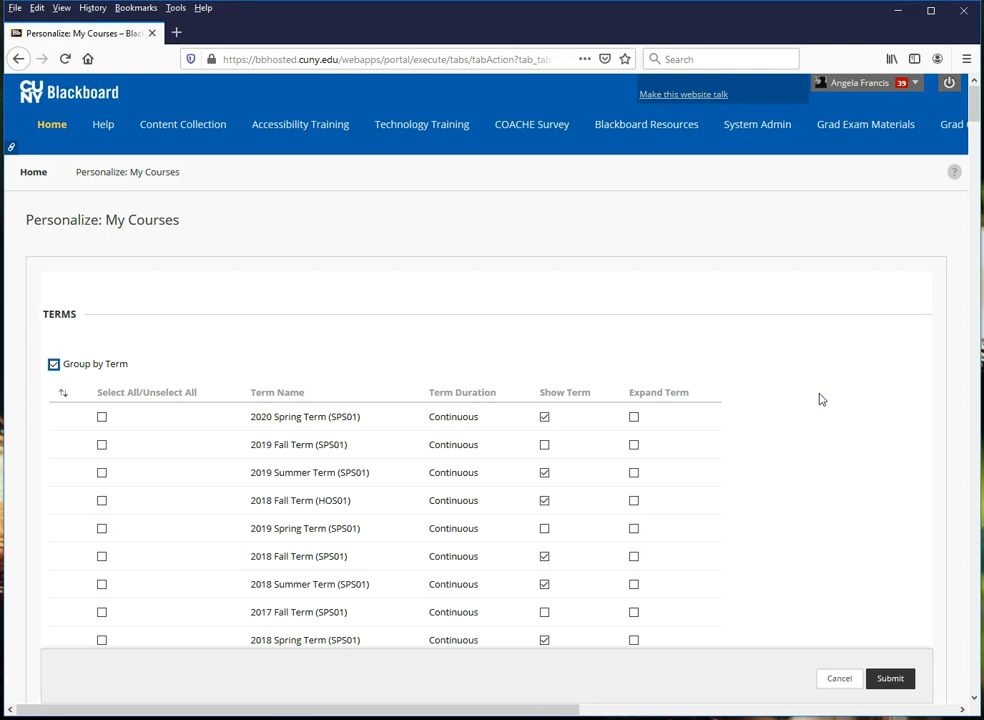 File Edit View History Bookmarks Tools Help
Bb Personalize: My Courses – Blac
https://bbhosted.cuny.edu/webapps/portal/execute/tabs/tabAction?tab_tab Search
CUNY Blackboard
Make this website talk
Angela Francis 39
Home Help Content Collection Accessibility Training Technology Training COACHE Survey Blackboard Resources System Admin Grad Exam Materials Grad
Home Personalize: My Courses ?
Personalize: My Courses
TERMS
Group by Term
Select All/Unselect All Term Name Term Duration Show Term Expand Term
2020 Spring Term (SPS01) Continuous
2019 Fall Term (SPS01) Continuous
2019 Summer Term (SPS01) Continuous
2018 Fall Term (HOS01) Continuous
2019 Spring Term (SPS01) Continuous
2018 Fall Term (SPS01) Continuous
2018 Summer Term (SPS01) Continuous
2017 Fall Term (SPS01) Continuous
2018 Spring Term (SPS01) Continuous
Cancel Submit